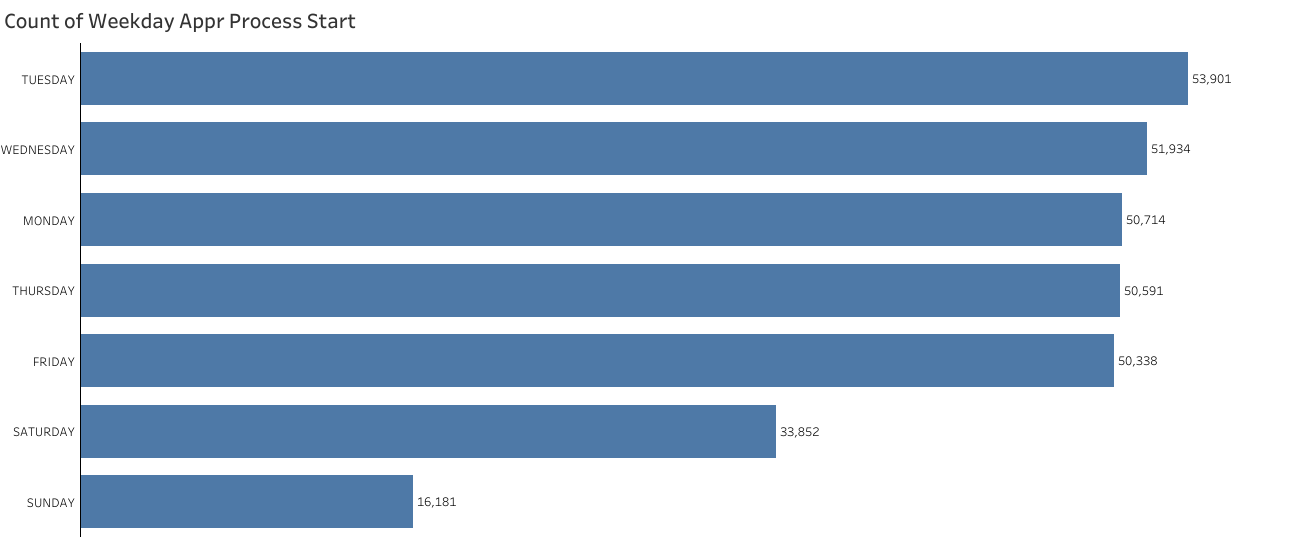 Count of Weekday Appr Process Start
TUESDAY 53,901
WEDNESDAY 51,934
MONDAY 50,714
THURSDAY 50,591
FRIDAY 50,338
SATURDAY 33,852
SUNDAY 16,181